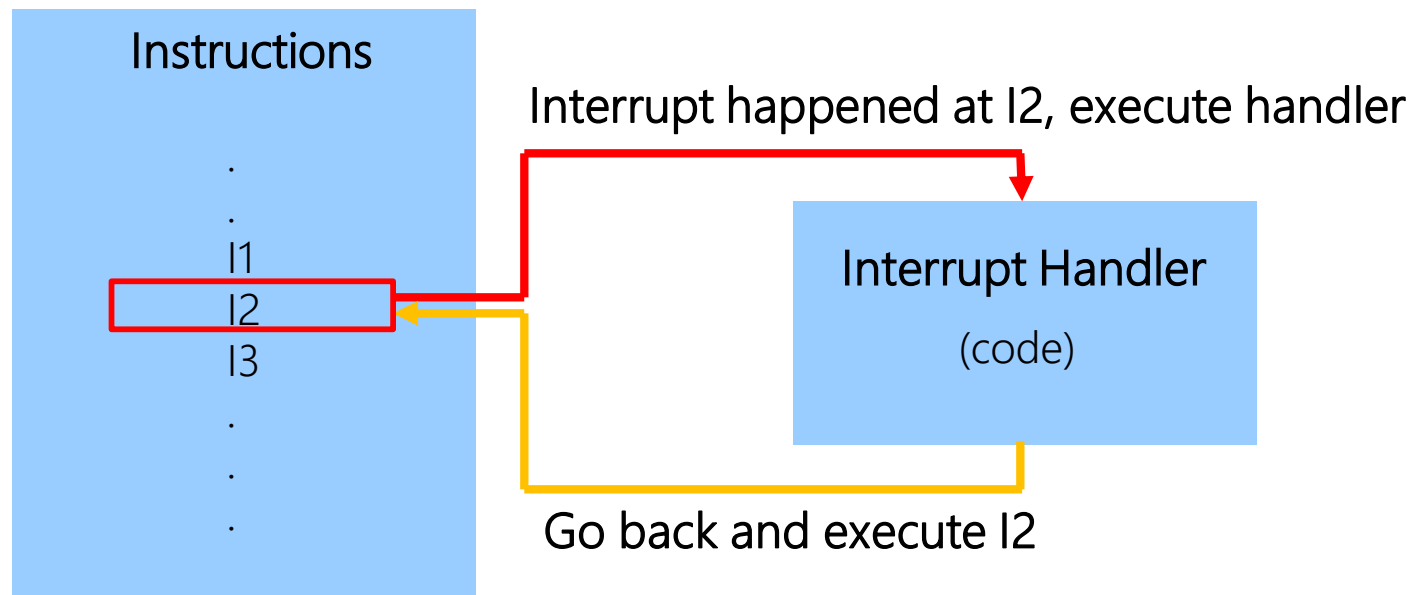 Instructions
Interrupt happened at I2, execute handler
.
.
I1
I2
I3
.
.
.
Interrupt Handler
(code)
Go back and execute I2